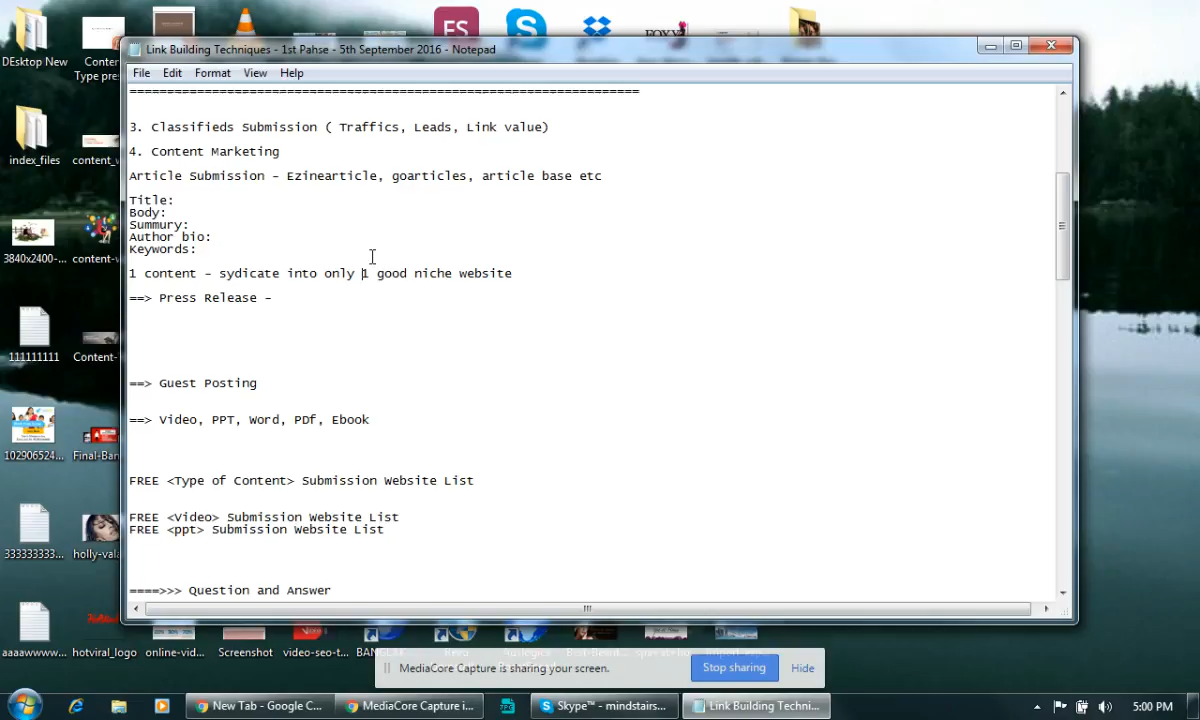 ES
FOXY
DEsktop New
Conten
Type pres
index_files
content_
3840x2400-...
content-
111111111
Content-
102906524...
Final-Ban
333333333...
holly-vala
aaaawwww...
hotviral_logo
online-vid...
Screenshot
video-seo-t...
Link Building Techniques - 1st Pahse - 5th September 2016 - Notepad
File Edit Format View Help
====================================================================
3. Classifieds Submission ( Traffics, Leads, Link value)
4. Content Marketing
Article Submission - Ezinearticle, goarticles, article base etc
Title:
Body:
Summury:
Author bio:
Keywords:
1 content - sydicate into only 1 good niche website
==> Press Release -
==> Guest Posting
==> Video, PPT, Word, PDf, Ebook
FREE <Type of Content> Submission Website List
FREE <Video> Submission Website List
FREE <ppt> Submission Website List
====>>> Question and Answer
MediaCore Capture is sharing your screen.
Stop sharing
Hide
New Tab - Google C...
MediaCore Capture i...
Skype™ - mindstairs...
Link Building Techni...
5:00 PM